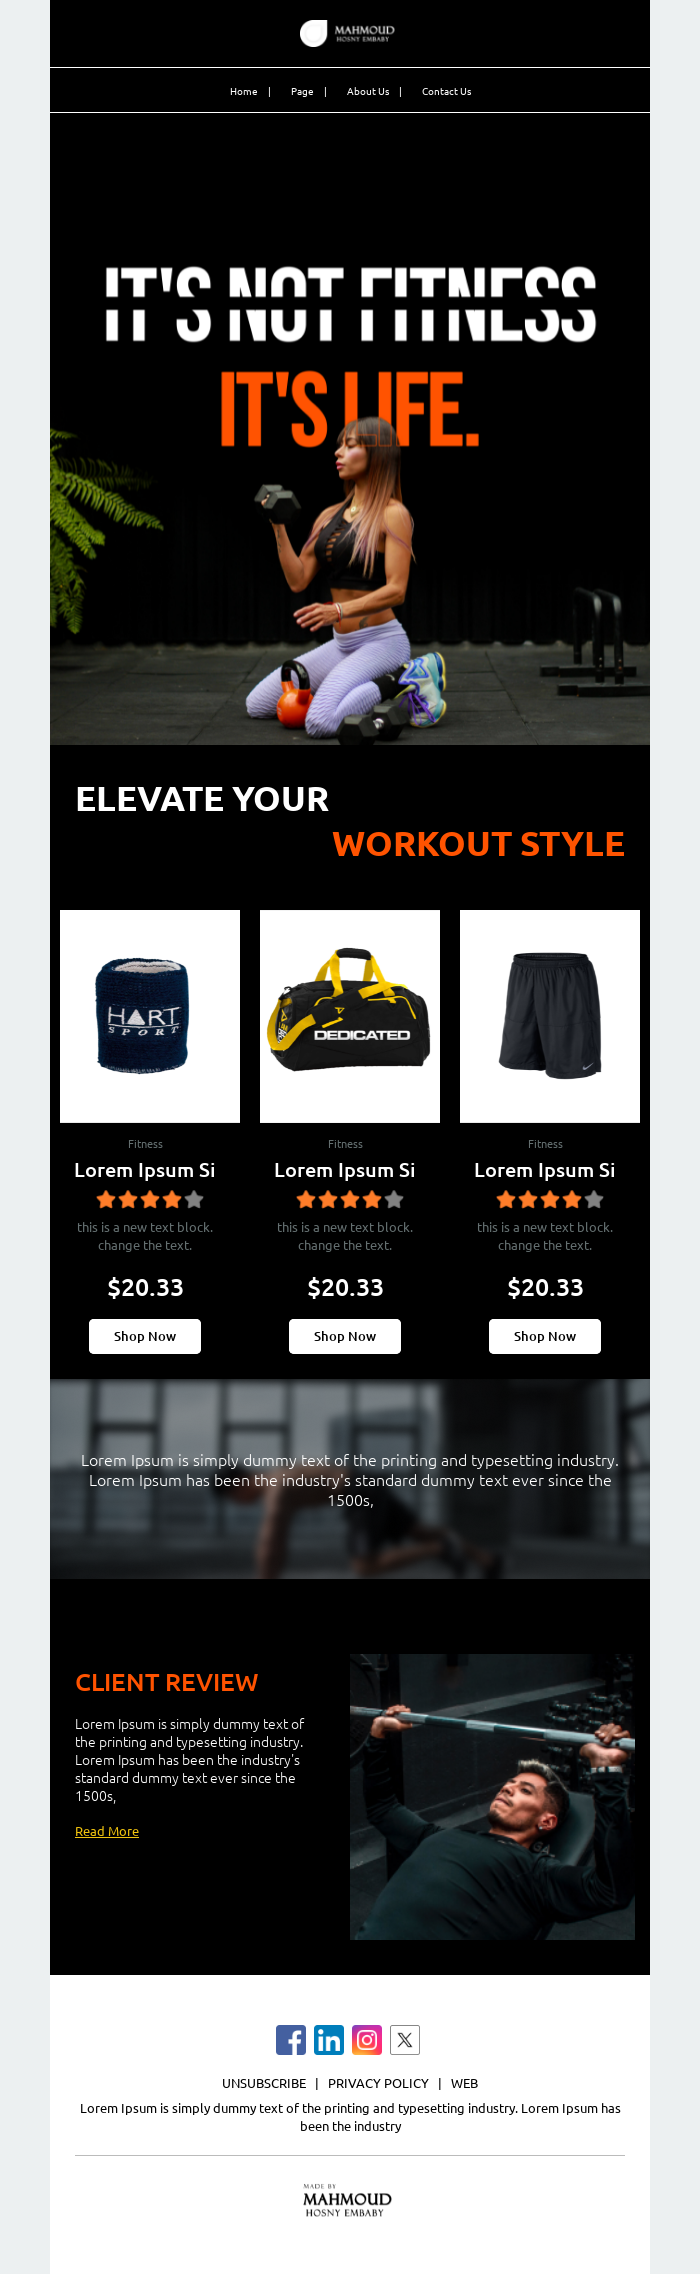 MAHMOUD
HOSNY EMBABY
Home | Page | About Us | Contact Us
IT'S NOT FITNESS
IT'S LIFE.
ELEVATE YOUR
WORKOUT STYLE
HART
SPORT
DEDICATED
Fitness Fitness Fitness
Lorem Ipsum Si Lorem Ipsum Si Lorem Ipsum Si
this is a new text block. this is a new text block. this is a new text block.
change the text. change the text. change the text.
$20.33 $20.33 $20.33
Shop Now Shop Now Shop Now
Lorem Ipsum is simply dummy text of the printing and typesetting industry.
Lorem Ipsum has been the industry's standard dummy text ever since the
1500s,
CLIENT REVIEW
Lorem Ipsum is simply dummy text of
the printing and typesetting industry.
Lorem Ipsum has been the industry's
standard dummy text ever since the
1500s,
Read More
UNSUBSCRIBE | PRIVACY POLICY | WEB
Lorem Ipsum is simply dummy text of the printing and typesetting industry. Lorem Ipsum has
been the industry
MADE BY
MAHMOUD
HOSNY EMBABY